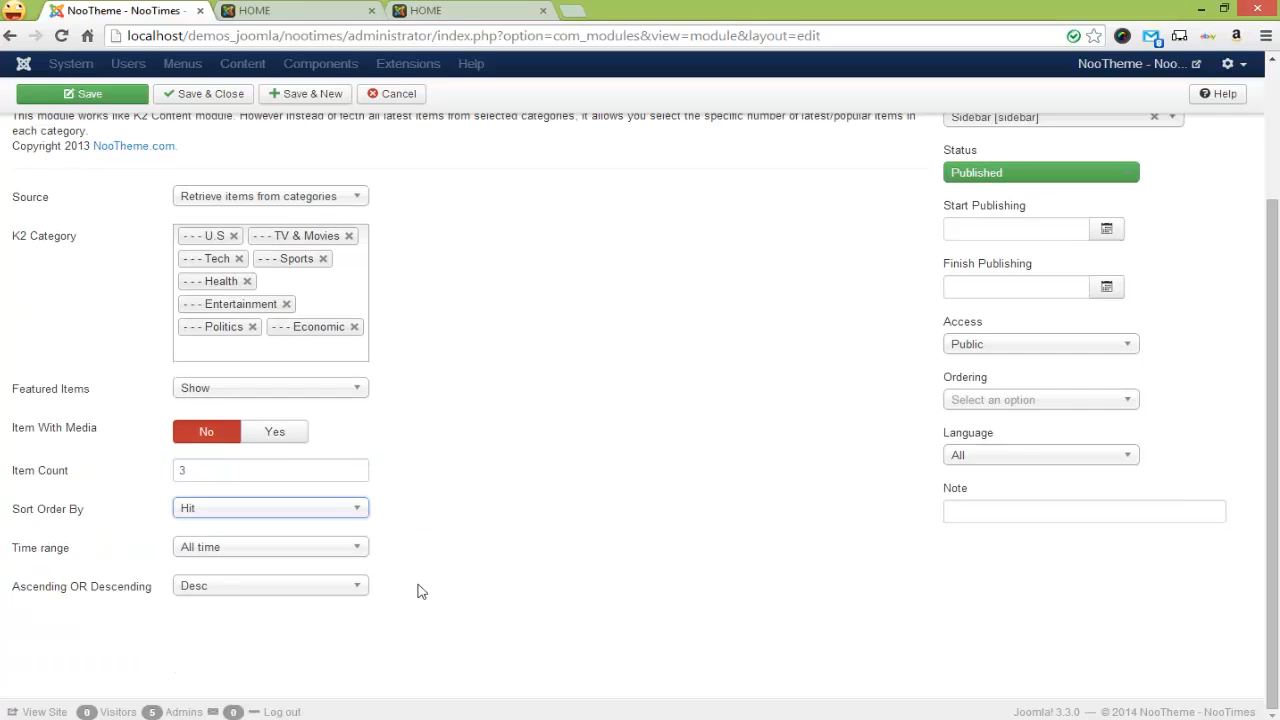 NooTheme - NooTimes -
HOME
HOME
localhost/demos_joomla/nootimes/administrator/index.php?option=com_modules&view=module&layout=edit
System Users Menus Content Components Extensions Help
NooTheme - Noo...
Save
Save & Close
Save & New
Cancel
Help
This module works like K2 Content module. However instead of fecth all latest items from selected categories, it allows you select the specific number of latest/popular items in
each category.
Copyright 2013 NooTheme.com.
Source
Retrieve items from categories
K2 Category
- - - U.S
- - - TV & Movies
- - - Tech
- - - Sports
- - - Health
- - - Entertainment
- - - Politics
- - - Economic
Featured Items
Show
Item With Media
No Yes
Item Count
3
Sort Order By
Hit
Time range
All time
Ascending OR Descending
Desc
Sidebar [sidebar]
Status
Published
Start Publishing
Finish Publishing
Access
Public
Ordering
Select an option
Language
All
Note
View Site 0 Visitors 5 Admins 0 Log out
Joomla! 3.3.0 — © 2014 NooTheme - NooTimes